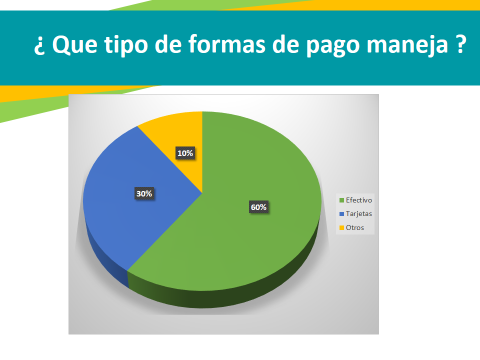 ¿ Que tipo de formas de pago maneja ?
10%
30%
60%
Efectivo
Tarjetas
Otros